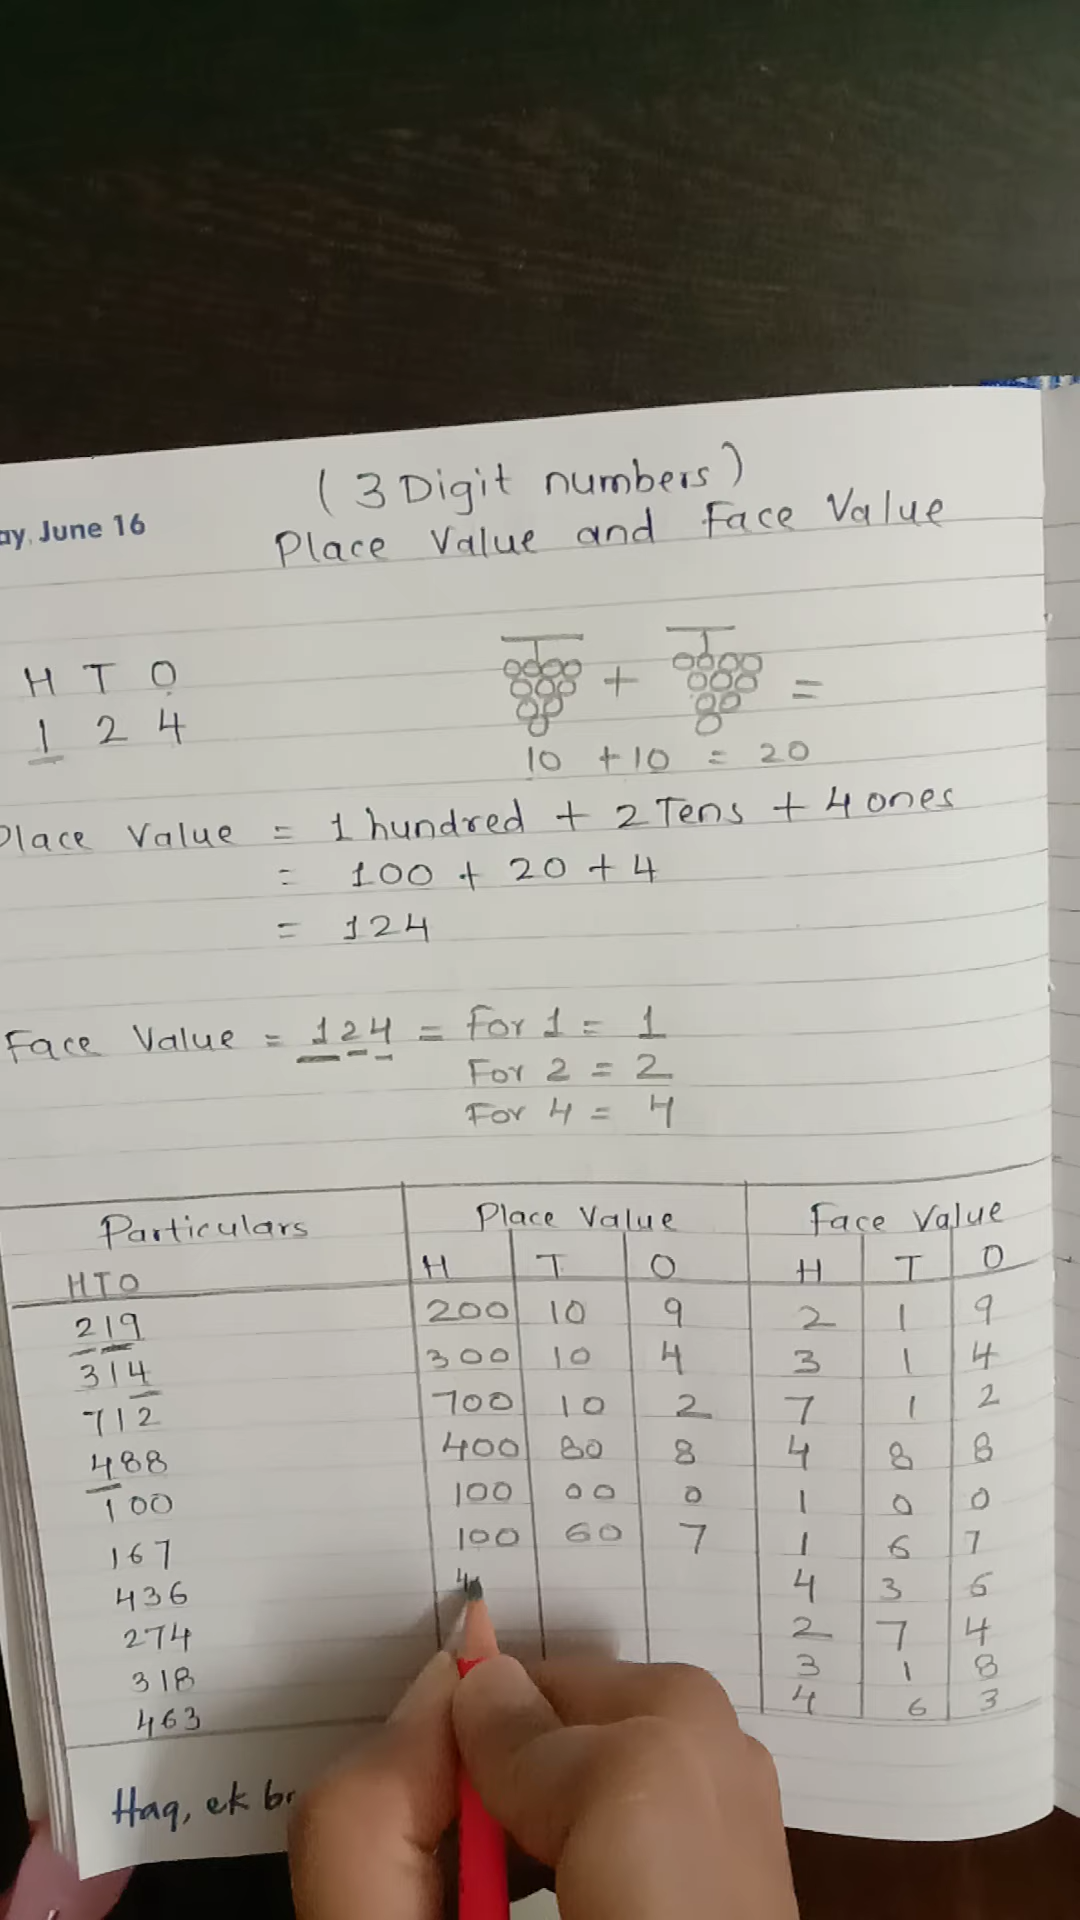 (3 Digit numbers)
ay, June 16
Place Value and Face Value
H T O
1 2 4
+ =
10 + 10 = 20
Place Value = 1 hundred + 2 Tens + 4 ones
= 100 + 20 + 4
= 124
Face Value = 124 = For 1 = 1
For 2 = 2
For 4 = 4
Particulars Place Value Face Value
HTO H T O H T O
219 200 10 9 2 1 9
314 300 10 4 3 1 4
712 700 10 2 7 1 2
488 400 80 8 4 8 8
100 100 00 0 1 0 0
167 100 60 7 1 6 7
436 4 4 3 6
274 2 7 4
318 3 1 8
463 4 6 3
Haq, ek br